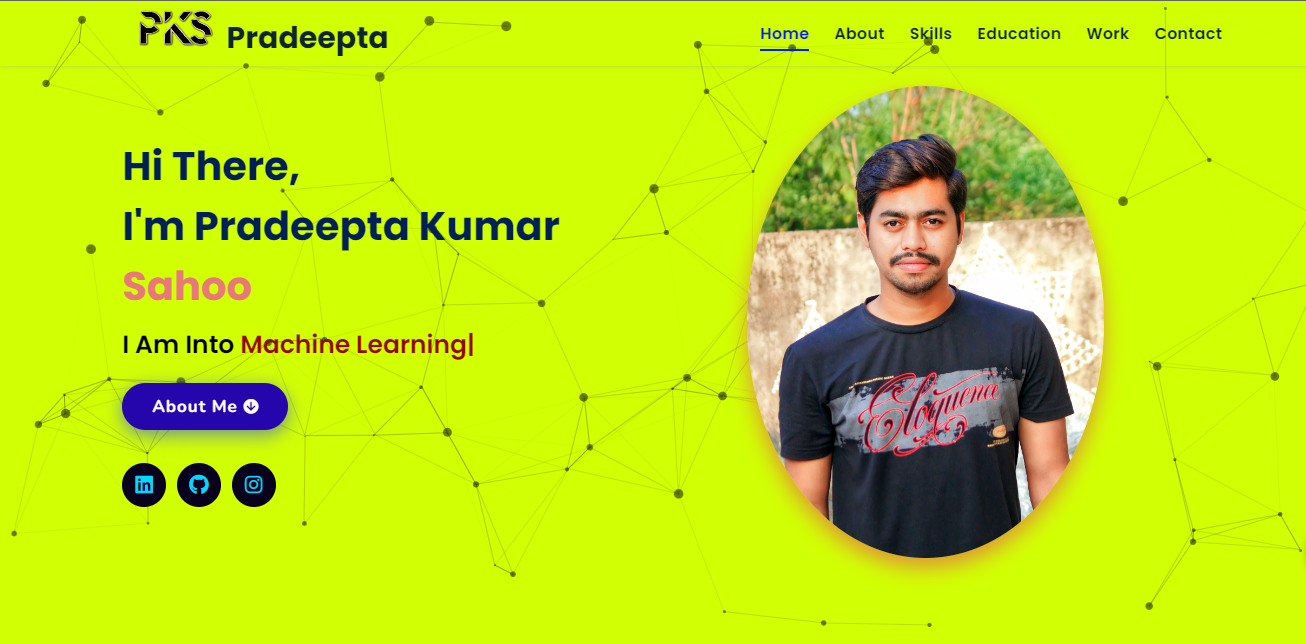 PKS Pradeepta
Home About Skills Education Work Contact
Hi There,
I'm Pradeepta Kumar
Sahoo
I Am Into Machine Learning|
About Me
in
Eloquence